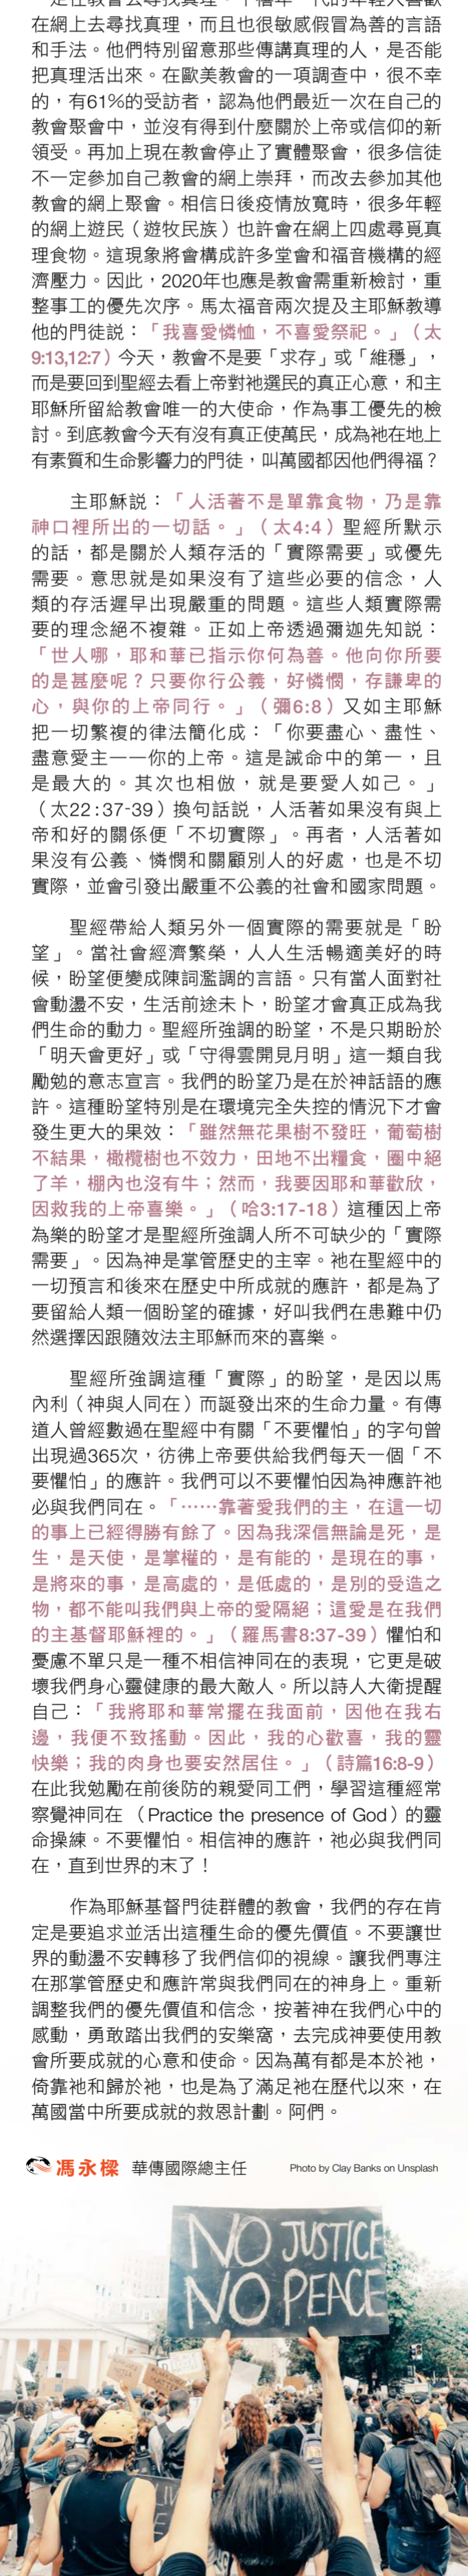 在網上去尋找真理，而且也很敏感假冒為善的言語
和手法。他們特別留意那些傳講真理的人，是否能
把真理活出來。在歐美教會的一項調查中，很不幸
的，有61%的受訪者，認為他們最近一次在自己的
教會聚會中，並沒有得到什麼關於上帝或信仰的新
領受。再加上現在教會停止了實體聚會，很多信徒
不一定參加自己教會的網上崇拜，而改去參加其他
教會的網上聚會。相信日後疫情放寬時，很多年輕
的網上遊民（遊牧民族）也許會在網上四處尋覓真
理食物。這現象將會構成許多堂會和福音機構的經
濟壓力。因此，2020年也應是教會需重新檢討，重
整事工的優先次序。馬太福音兩次提及主耶穌教導
他的門徒説：「我喜愛憐恤，不喜愛祭祀。」（太
9:13,12:7）今天，教會不是要「求存」或「維穩」，
而是要回到聖經去看上帝對祂選民的真正心意，和主
耶穌所留給教會唯一的大使命，作為事工優先的檢
討。到底教會今天有沒有真正使萬民，成為祂在地上
有素質和生命影響力的門徒，叫萬國都因他們得福？
主耶穌説：「人活著不是單靠食物，乃是靠
神口裡所出的一切話。」（太4:4）聖經所默示
的話，都是關於人類存活的「實際需要」或優先
需要。意思就是如果沒有了這些必要的信念，人
類的存活遲早出現嚴重的問題。這些人類實際需
要的理念絕不複雜。正如上帝透過彌迦先知説：
「世人哪，耶和華已指示你何為善。他向你所要
的是甚麼呢？只要你行公義，好憐憫，存謙卑的
心，與你的上帝同行。」（彌6:8）又如主耶穌
把一切繁複的律法簡化成：「你要盡心、盡性、
盡意愛主一一你的上帝。這是誡命中的第一，且
是最大的。其次也相倣，就是要愛人如己。」
（太22:37-39）換句話説，人活著如果沒有與上
帝和好的關係便「不切實際」。再者，人活著如
果沒有公義、憐憫和關顧別人的好處，也是不切
實際，並會引發出嚴重不公義的社會和國家問題。
聖經帶給人類另外一個實際的需要就是「盼
望」。當社會經濟繁榮，人人生活暢適美好的時
候，盼望便變成陳詞濫調的言語。只有當人面對社
會動盪不安，生活前途未卜，盼望才會真正成為我
們生命的動力。聖經所強調的盼望，不是只期盼於
「明天會更好」或「守得雲開見月明」這一類自我
勵勉的意志宣言。我們的盼望乃是在於神話語的應
許。這種盼望特別是在環境完全失控的情況下才會
發生更大的果效：「雖然無花果樹不發旺，葡萄樹
不結果，橄欖樹也不效力，田地不出糧食，圈中絕
了羊，棚內也沒有牛；然而，我要因耶和華歡欣，
因救我的上帝喜樂。」（哈3:17-18）這種因上帝
為樂的盼望才是聖經所強調人所不可缺少的「實際
需要」。因為神是掌管歷史的主宰。祂在聖經中的
一切預言和後來在歷史中所成就的應許，都是為了
要留給人類一個盼望的確據，好叫我們在患難中仍
然選擇因跟隨效法主耶穌而來的喜樂。
聖經所強調這種「實際」的盼望，是因以馬
內利（神與人同在）而誕發出來的生命力量。有傳
道人曾經數過在聖經中有關「不要懼怕」的字句曾
出現過365次，彷彿上帝要供給我們每天一個「不
要懼怕」的應許。我們可以不要懼怕因為神應許祂
必與我們同在。「⋯⋯靠著愛我們的主，在這一切
的事上已經得勝有餘了。因為我深信無論是死，是
生，是天使，是掌權的，是有能的，是現在的事，
是將來的事，是高處的，是低處的，是別的受造之
物，都不能叫我們與上帝的愛隔絕；這愛是在我們
的主基督耶穌裡的。」（羅馬書8:37-39）懼怕和
憂慮不單只是一種不相信神同在的表現，它更是破
壞我們身心靈健康的最大敵人。所以詩人大衛提醒
自己：「我將耶和華常擺在我面前，因他在我右
邊，我便不致搖動。因此，我的心歡喜，我的靈
快樂；我的肉身也要安然居住。」（詩篇16:8-9）
在此我勉勵在前後防的親愛同工們，學習這種經常
察覺神同在 （Practice the presence of God）的靈
命操練。不要懼怕。相信神的應許，祂必與我們同
在，直到世界的末了！
作為耶穌基督門徒群體的教會，我們的存在肯
定是要追求並活出這種生命的優先價值。不要讓世
界的動盪不安轉移了我們信仰的視線。讓我們專注
在那掌管歷史和應許常與我們同在的神身上。重新
調整我們的優先價值和信念，按著神在我們心中的
感動，勇敢踏出我們的安樂窩，去完成神要使用教
會所要成就的心意和使命。因為萬有都是本於祂，
倚靠祂和歸於祂，也是為了滿足祂在歷代以來，在
萬國當中所要成就的救恩計劃。阿們。
馮永樑 華傳國際總主任
Photo by Clay Banks on Unsplash
NO JUSTICE
NO PEACE